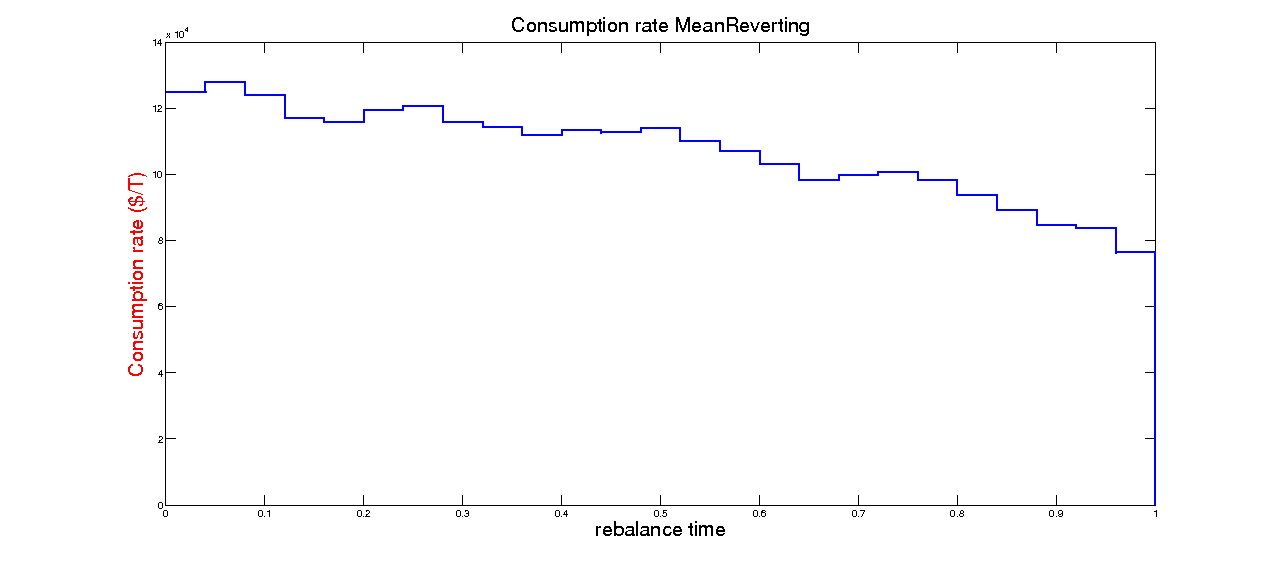 Consumption rate MeanReverting
x 10^4
14
12
10
8
6
4
2
0
Consumption rate ($/T)
0 0.1 0.2 0.3 0.4 0.5 0.6 0.7 0.8 0.9 1
rebalance time